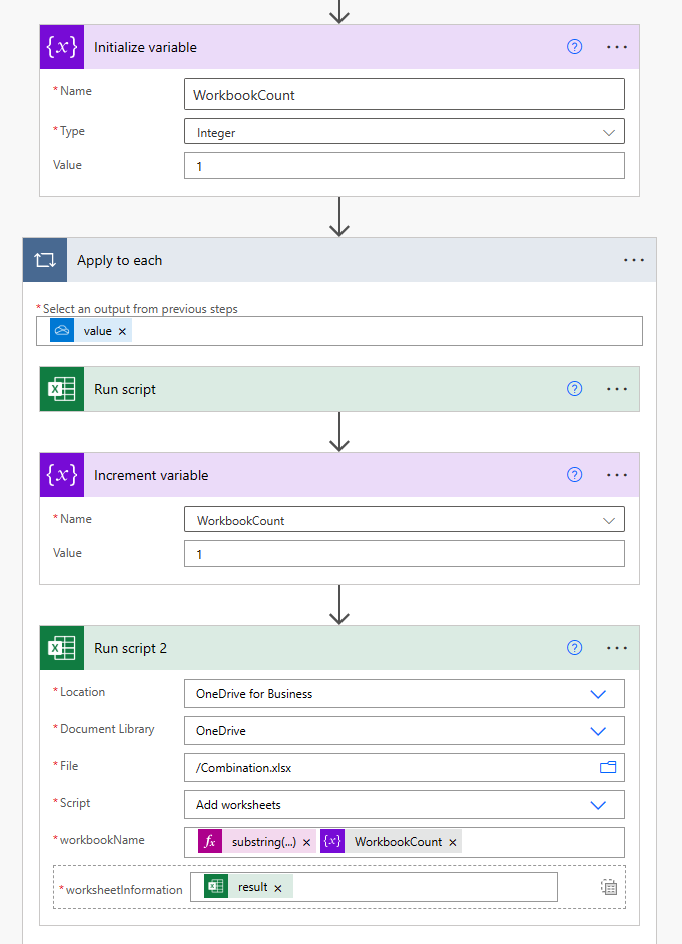 {x} Initialize variable ? ...
* Name WorkbookCount
* Type Integer
Value 1
Apply to each ...
* Select an output from previous steps
value ×
X Run script ? ...
{x} Increment variable ? ...
* Name WorkbookCount
Value 1
X Run script 2 ? ...
* Location OneDrive for Business
* Document Library OneDrive
* File /Combination.xlsx
* Script Add worksheets
* workbookName fx substring(...) × {x} WorkbookCount ×
* worksheetInformation X result ×